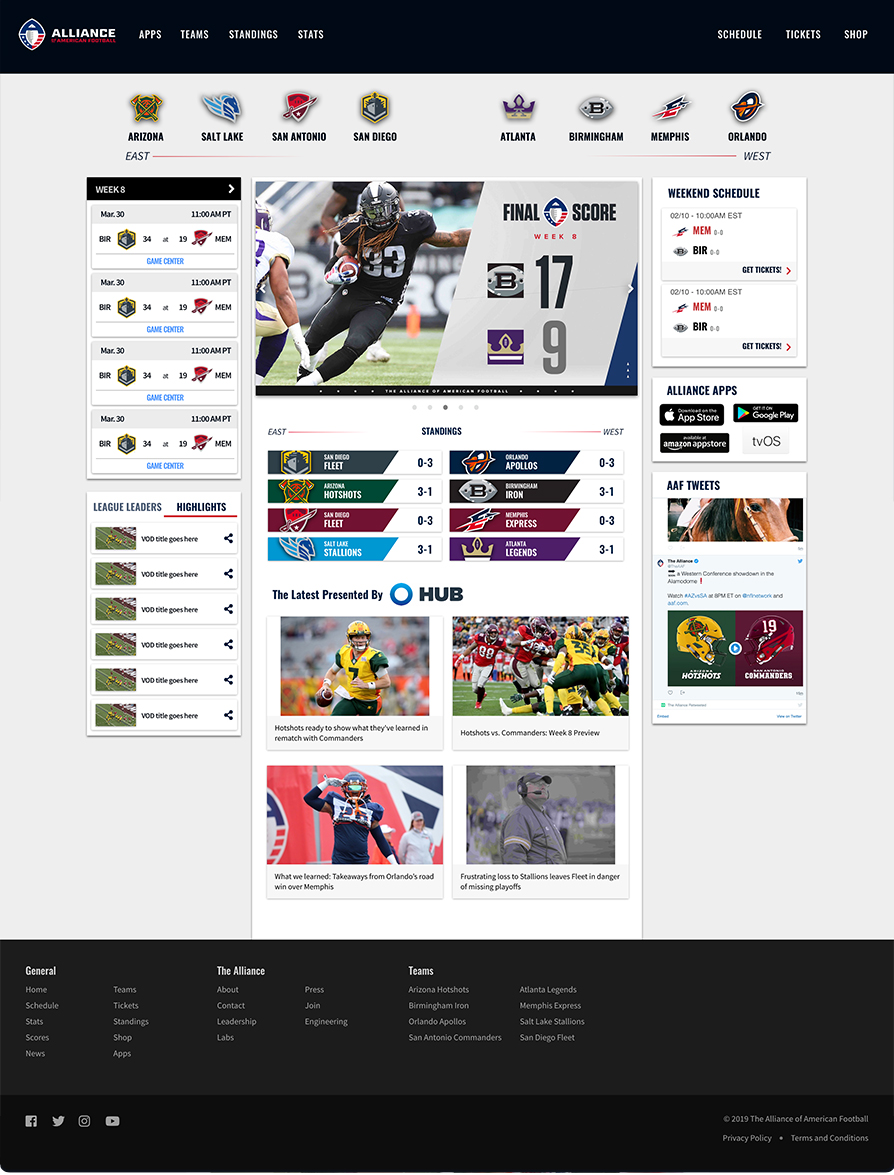 ALLIANCE
OF AMERICAN FOOTBALL
APPS
TEAMS
STANDINGS
STATS
SCHEDULE
TICKETS
SHOP
ARIZONA
SALT LAKE
SAN ANTONIO
SAN DIEGO
ATLANTA
BIRMINGHAM
MEMPHIS
ORLANDO
EAST
WEST
WEEK 8
Mar. 30 11:00 AM PT
BIR 34 at 19 MEM
GAME CENTER
Mar. 30 11:00 AM PT
BIR 34 at 19 MEM
GAME CENTER
Mar. 30 11:00 AM PT
BIR 34 at 19 MEM
GAME CENTER
Mar. 30 11:00 AM PT
BIR 34 at 19 MEM
GAME CENTER
LEAGUE LEADERS
HIGHLIGHTS
VOD title goes here
VOD title goes here
VOD title goes here
VOD title goes here
VOD title goes here
VOD title goes here
33
FINAL SCORE
WEEK 8
B 17
9
THE ALLIANCE OF AMERICAN FOOTBALL
EAST
STANDINGS
WEST
SAN DIEGO
FLEET 0-3
ORLANDO
APOLLOS 0-3
ARIZONA
HOTSHOTS 3-1
BIRMINGHAM
IRON 3-1
SAN DIEGO
FLEET 0-3
MEMPHIS
EXPRESS 0-3
SALT LAKE
STALLIONS 3-1
ATLANTA
LEGENDS 3-1
The Latest Presented By HUB
7
88
Hotshots ready to show what they've learned in
rematch with Commanders
Hotshots vs. Commanders: Week 8 Preview
What we learned: Takeaways from Orlando's road
win over Memphis
Frustrating loss to Stallions leaves Fleet in danger
of missing playoffs
WEEKEND SCHEDULE
02/10 - 10:00AM EST
MEM 0-0
BIR 0-0
GET TICKETS!
02/10 - 10:00AM EST
MEM 0-0
BIR 0-0
GET TICKETS!
ALLIANCE APPS
Download on the
App Store
GET IT ON
Google Play
available at
amazon appstore
tvOS
AAF TWEETS
The Alliance
@TheAAF
a Western Conference showdown in the
Alamodome
Watch #AZvsSA at 8PM ET on @nflnetwork and
aaf.com.
19
ARIZONA
HOTSHOTS
SAN ANTONIO
COMMANDERS
The Alliance Retweeted
Embed
View on Twitter
General
Home
Schedule
Stats
Scores
News
Teams
Tickets
Standings
Shop
Apps
The Alliance
About
Contact
Leadership
Labs
Press
Join
Engineering
Teams
Arizona Hotshots
Birmingham Iron
Orlando Apollos
San Antonio Commanders
Atlanta Legends
Memphis Express
Salt Lake Stallions
San Diego Fleet
© 2019 The Alliance of American Football
Privacy Policy • Terms and Conditions